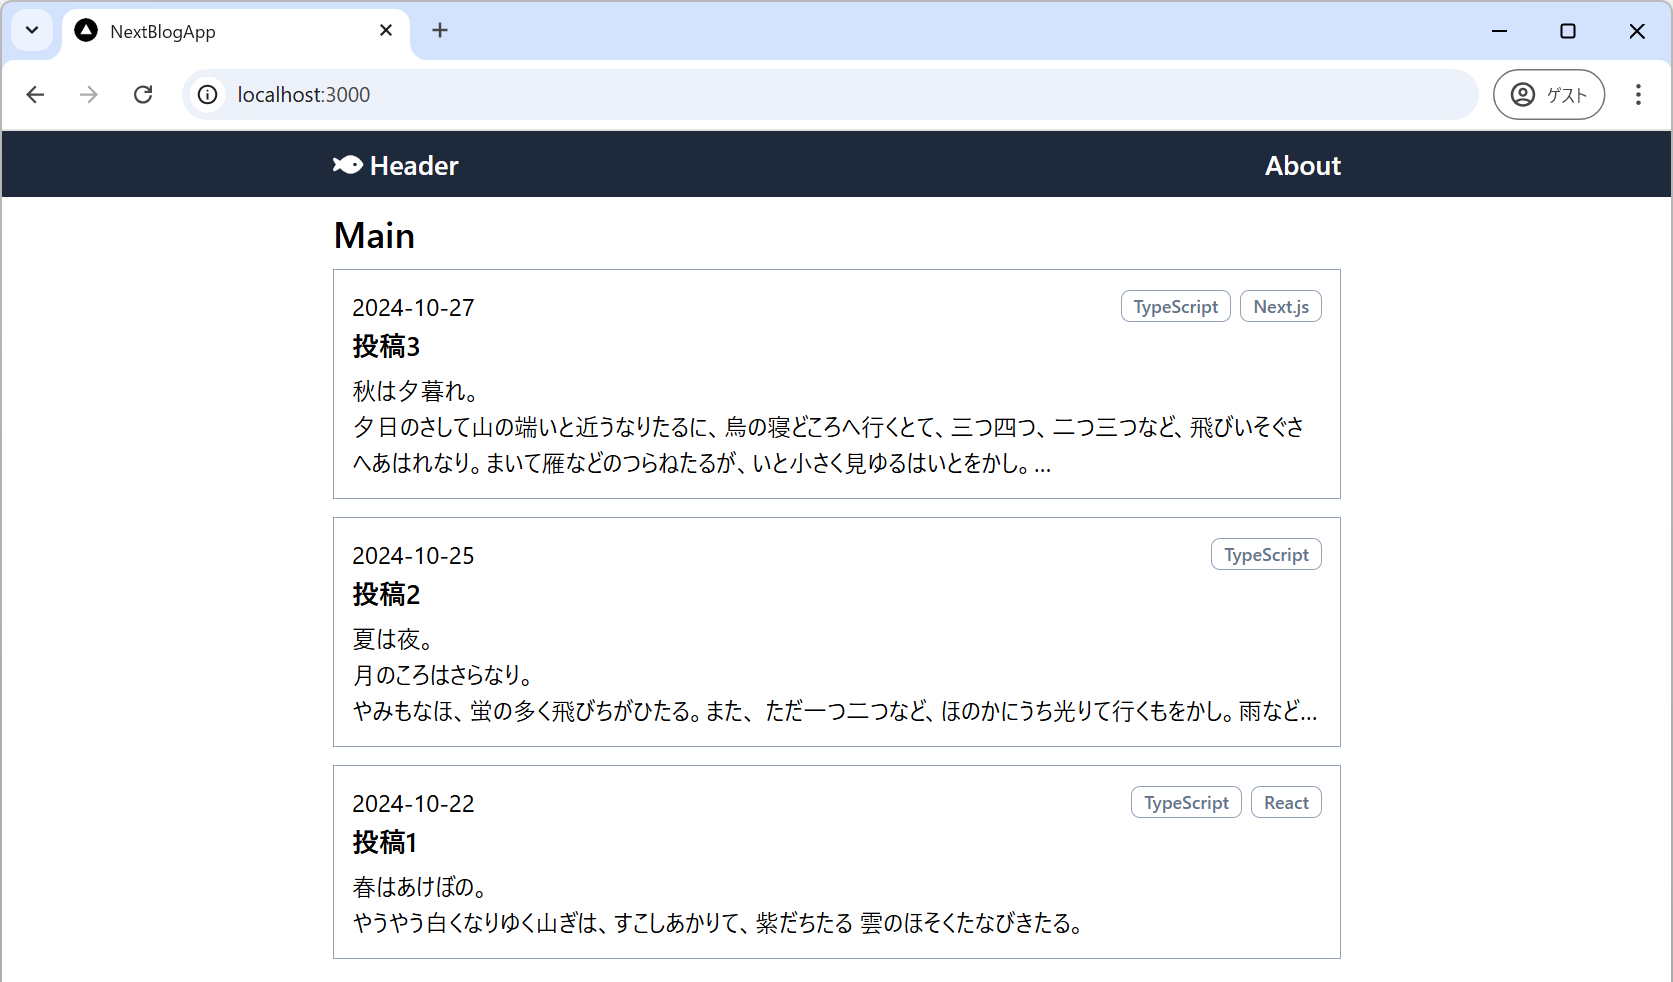 NextBlogApp
localhost:3000
ゲスト
Header
About
Main
2024-10-27
TypeScript
Next.js
投稿3
秋は夕暮れ。
夕日のさして山の端いと近うなりたるに、烏の寝どころへ行くとて、三つ四つ、二つ三つなど、飛びいそぐさ
へあはれなり。まいて雁などのつらねたるが、いと小さく見ゆるはいとをかし。...
2024-10-25
TypeScript
投稿2
夏は夜。
月のころはさらなり。
やみもなほ、蛍の多く飛びちがひたる。また、 ただ一つ二つなど、ほのかにうち光りて行くもをかし。雨など...
2024-10-22
TypeScript
React
投稿1
春はあけぼの。
やうやう白くなりゆく山ぎは、すこしあかりて、紫だちたる 雲のほそくたなびきたる。